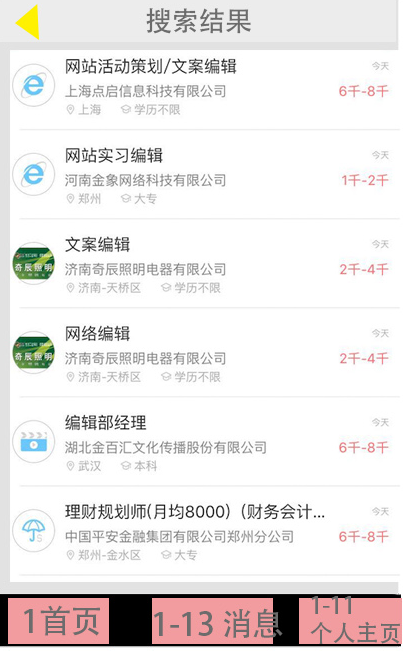 搜索结果
网站活动策划/文案编辑 今天
上海点启信息科技有限公司 6千-8千
上海 学历不限
网站实习编辑 今天
河南金象网络科技有限公司 1千-2千
郑州 大专
文案编辑 今天
奇辰照明
济南奇辰照明电器有限公司 2千-4千
济南-天桥区 学历不限
网络编辑 今天
奇辰照明
济南奇辰照明电器有限公司 2千-4千
济南-天桥区 学历不限
编辑部经理 今天
湖北金百汇文化传播股份有限公司 6千-8千
武汉 本科
理财规划师(月均8000)（财务会计... 今天
中国平安金融集团有限公司郑州分公司 6千-8千
郑州-金水区 大专
1首页 1-13 消息 1-11
个人主页